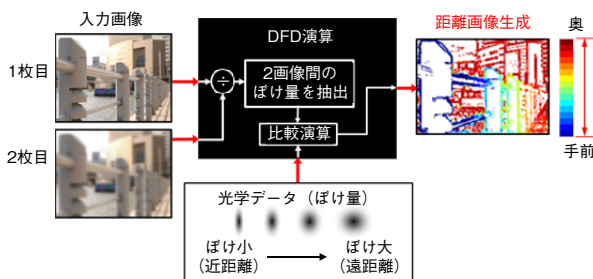 入力画像
1枚目
2枚目
DFD演算
÷
2画像間の
ぼけ量を抽出
比較演算
距離画像生成
奥
手前
光学データ（ぼけ量）
ぼけ小
（近距離）
ぼけ大
（遠距離）